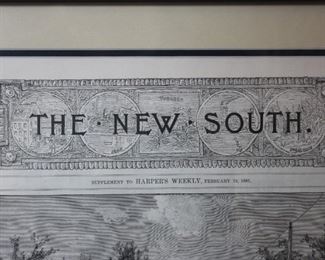 THE · NEW · SOUTH.
SUPPLEMENT TO HARPER'S WEEKLY, FEBRUARY